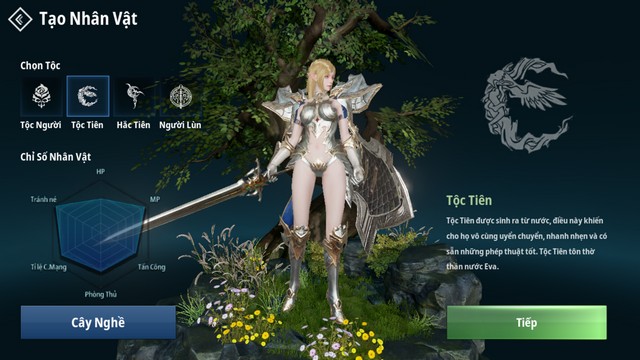 Tạo Nhân Vật
Chọn Tộc
Tộc Người
Tộc Tiên
Hắc Tiên
Người Lùn
Chỉ Số Nhân Vật
HP
Tránh né
MP
Tỉ lệ C.Mạng
Tấn Công
Phòng Thủ
Cây Nghề
Tộc Tiên
Tộc Tiên được sinh ra từ nước, điều này khiến
cho họ vô cùng uyển chuyển, nhanh nhẹn và có
sẵn những phép thuật tốt. Tộc Tiên tôn thờ
thần nước Eva.
Tiếp